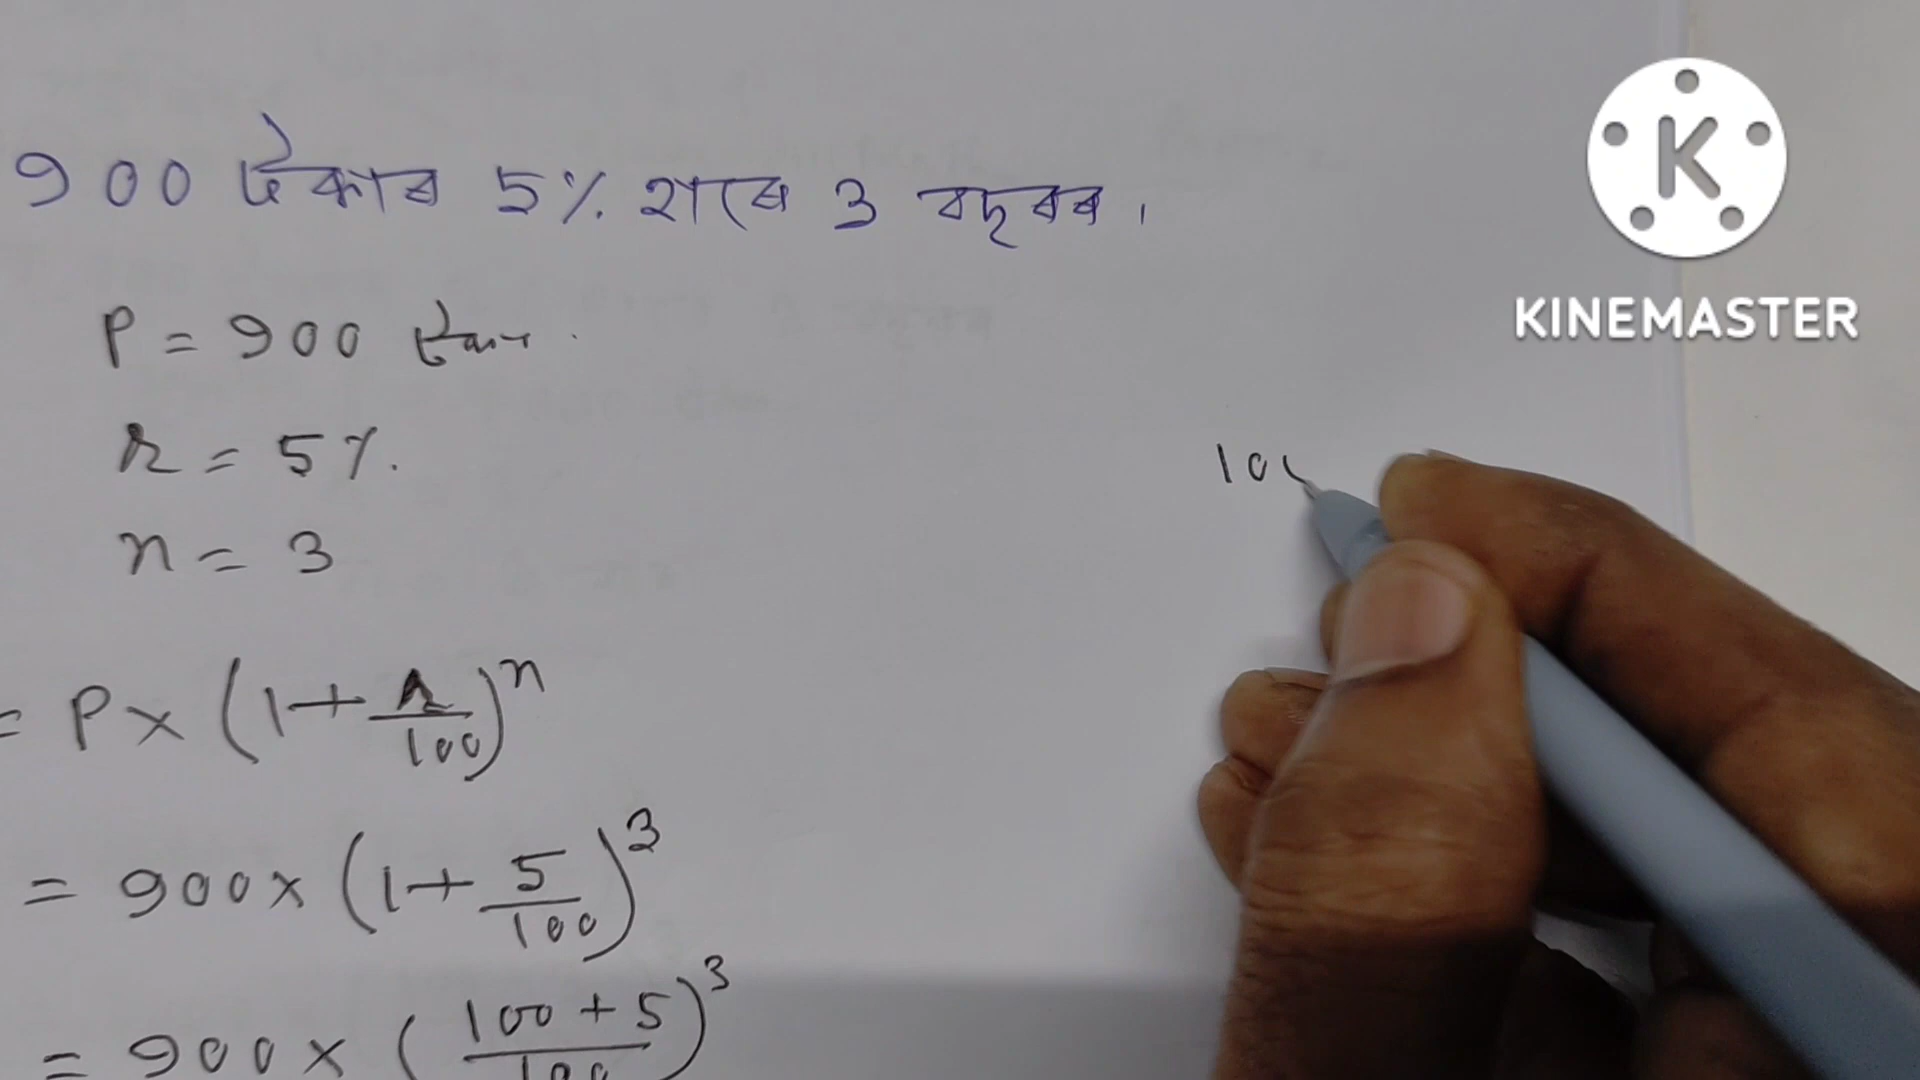 900 টকাৰ 5% হাৰে 3 বছৰৰ ।
P = 900 টকা
r = 5%.
n = 3
= P × (1 + r/100)^n
= 900 × (1 + 5/100)^3
= 900 × (100 + 5/100)^3
100
KINEMASTER